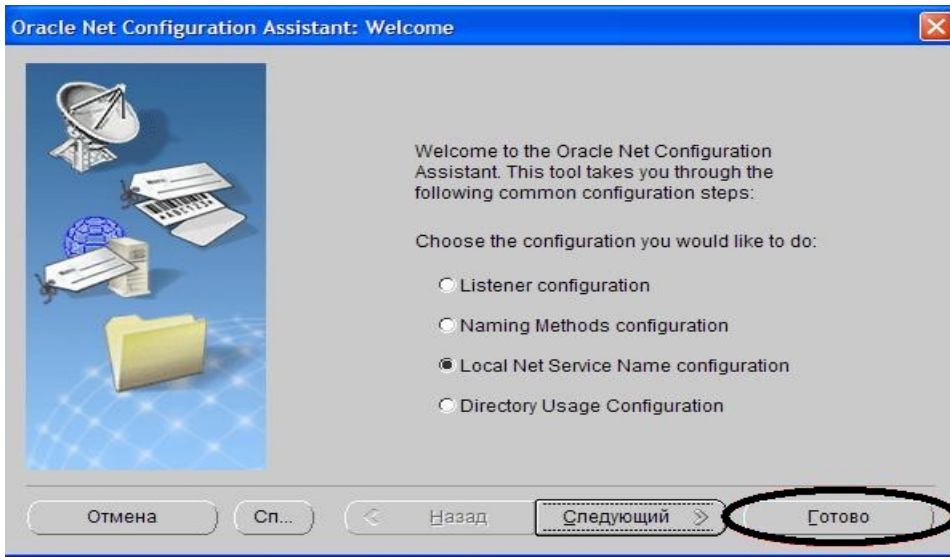 Oracle Net Configuration Assistant: Welcome
Welcome to the Oracle Net Configuration
Assistant. This tool takes you through the
following common configuration steps:
Choose the configuration you would like to do:
Listener configuration
Naming Methods configuration
Local Net Service Name configuration
Directory Usage Configuration
Отмена
Сп...
Назад
Следующий
Готово